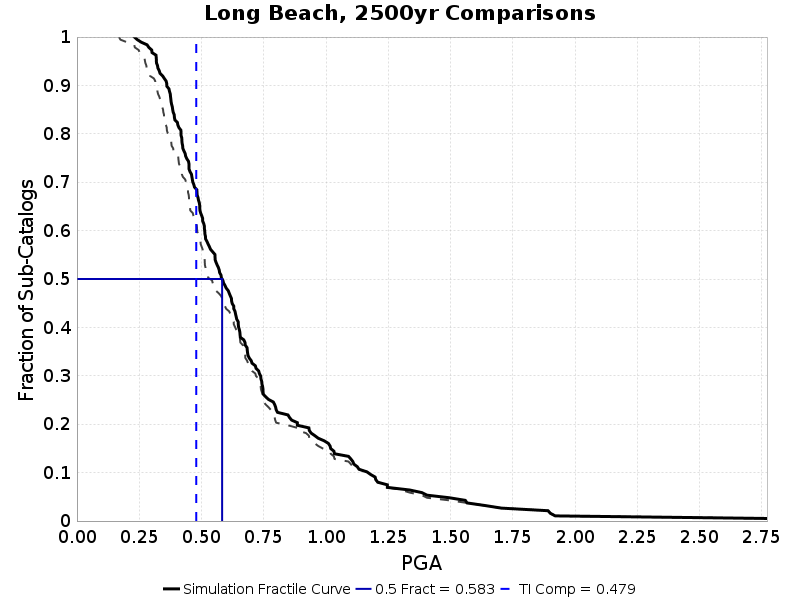 Long Beach, 2500yr Comparisons
1
0.9
0.8
0.7
0.6
0.5
0.4
0.3
0.2
0.1
0
Fraction of Sub-Catalogs
0.00 0.25 0.50 0.75 1.00 1.25 1.50 1.75 2.00 2.25 2.50 2.75
PGA
Simulation Fractile Curve 0.5 Fract = 0.583 TI Comp = 0.479